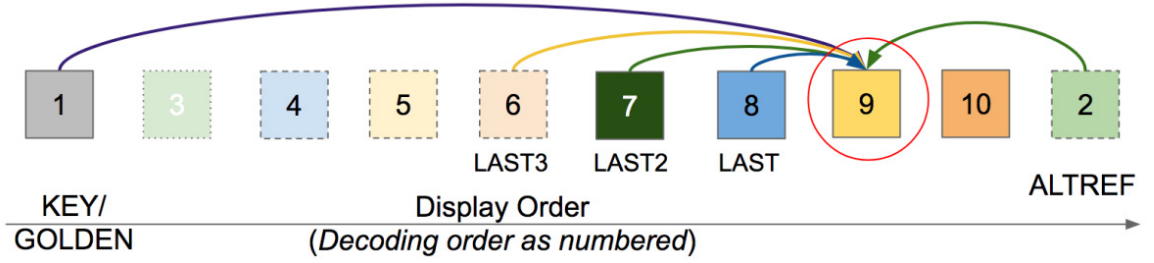 1 3 4 5 6 7 8 9 10 2
LAST3 LAST2 LAST
ALTREF
KEY/ Display Order
GOLDEN (Decoding order as numbered)